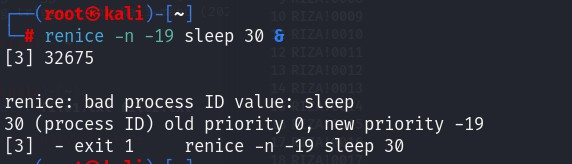 ┌──(root㉿kali)-[~]
└─# renice -n -19 sleep 30 &
[3] 32675
renice: bad process ID value: sleep
30 (process ID) old priority 0, new priority -19
[3]  - exit 1     renice -n -19 sleep 30